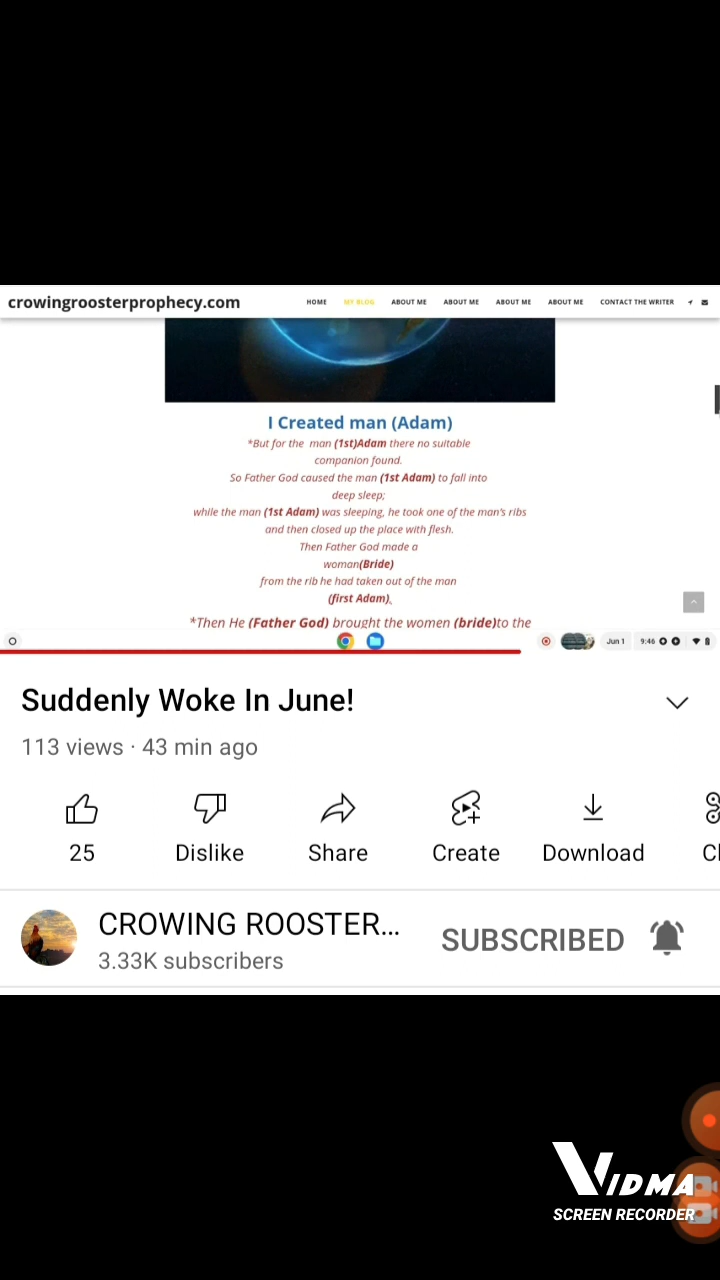 crowingroosterprophecy.com HOME MY BLOG ABOUT ME ABOUT ME ABOUT ME ABOUT ME CONTACT THE WRITER
I Created man (Adam)
*But for the man (1st)Adam there no suitable
companion found.
So Father God caused the man (1st Adam) to fall into
deep sleep;
while the man (1st Adam) was sleeping, he took one of the man's ribs
and then closed up the place with flesh.
Then Father God made a
woman(Bride)
from the rib he had taken out of the man
(first Adam),
*Then He (Father God) brought the women (bride)to the
Jun 1 9:46
Suddenly Woke In June!
113 views · 43 min ago
25 Dislike Share Create Download Cl
CROWING ROOSTER...
3.33K subscribers
SUBSCRIBED
VIDMA
SCREEN RECORDER